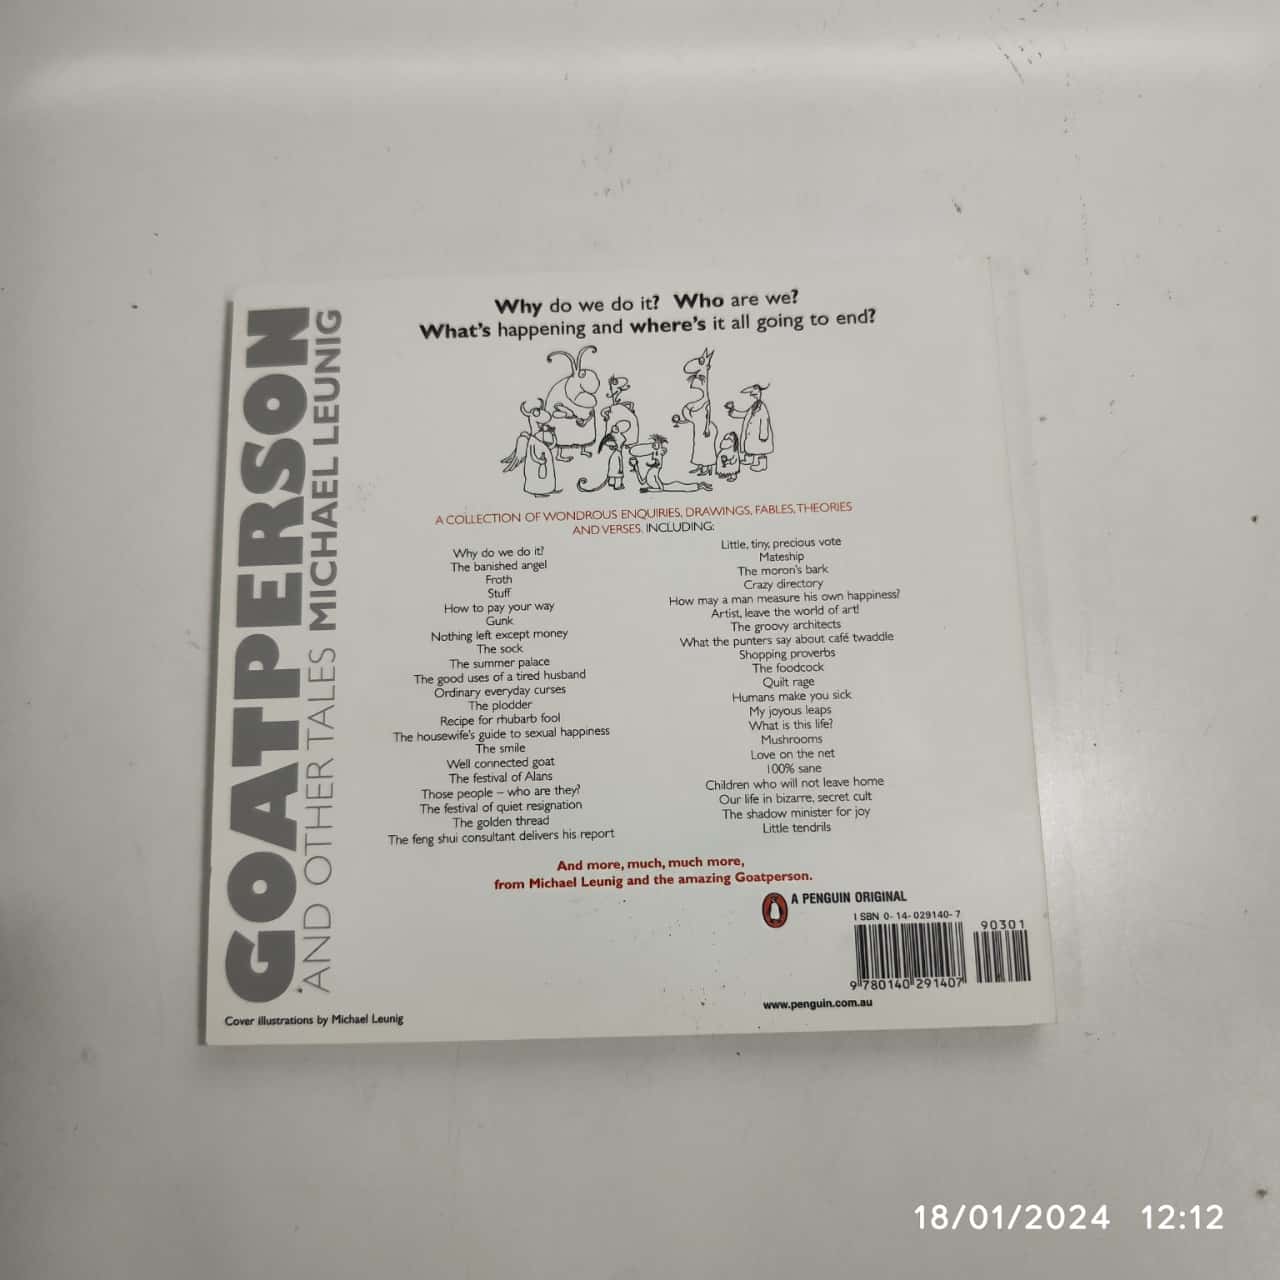 GOATPERSON
AND OTHER TALES MICHAEL LEUNIG
Why do we do it? Who are we?
What's happening and where's it all going to end?
A COLLECTION OF WONDROUS ENQUIRIES, DRAWINGS, FABLES, THEORIES
AND VERSES, INCLUDING:
Why do we do it?
The banished angel
Froth
Stuff
How to pay your way
Gunk
Nothing left except money
The sock
The summer palace
The good uses of a tired husband
Ordinary everyday curses
The plodder
Recipe for rhubarb fool
The housewife's guide to sexual happiness
The smile
Well connected goat
The festival of Alans
Those people – who are they?
The festival of quiet resignation
The golden thread
The feng shui consultant delivers his report
Little, tiny, precious vote
Mateship
The moron's bark
Crazy directory
How may a man measure his own happiness?
Artist, leave the world of art!
The groovy architects
What the punters say about café twaddle
Shopping proverbs
The foodcock
Quilt rage
Humans make you sick
My joyous leaps
What is this life?
Mushrooms
Love on the net
100% sane
Children who will not leave home
Our life in bizarre, secret cult
The shadow minister for joy
Little tendrils
And more, much, much more,
from Michael Leunig and the amazing Goatperson.
A PENGUIN ORIGINAL
ISBN 0-14-029140-7
90301
9 780140 291407
www.penguin.com.au
Cover illustrations by Michael Leunig
18/01/2024 12:12